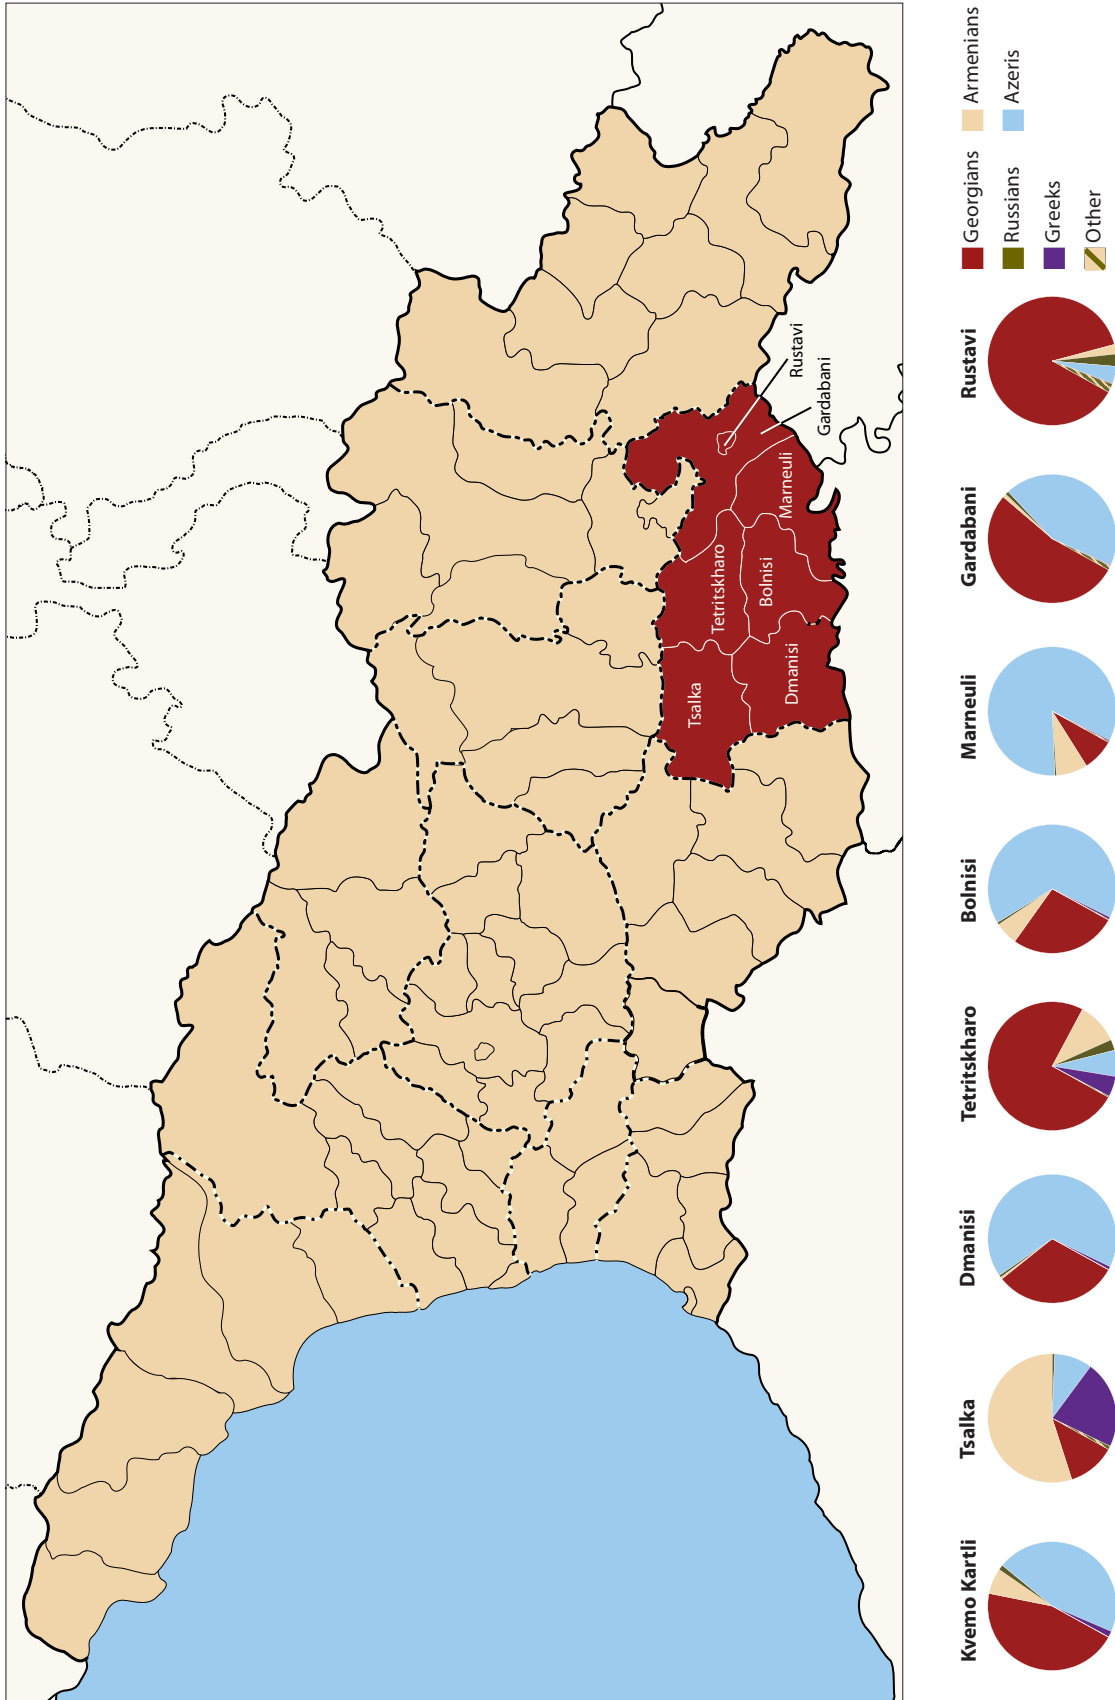 Rustavi
Gardabani
Marneuli
Tetritskharo
Bolnisi
Tsalka
Dmanisi
Kvemo Kartli
Tsalka
Dmanisi
Tetritskharo
Bolnisi
Marneuli
Gardabani
Rustavi
Georgians
Armenians
Russians
Azeris
Greeks
Other